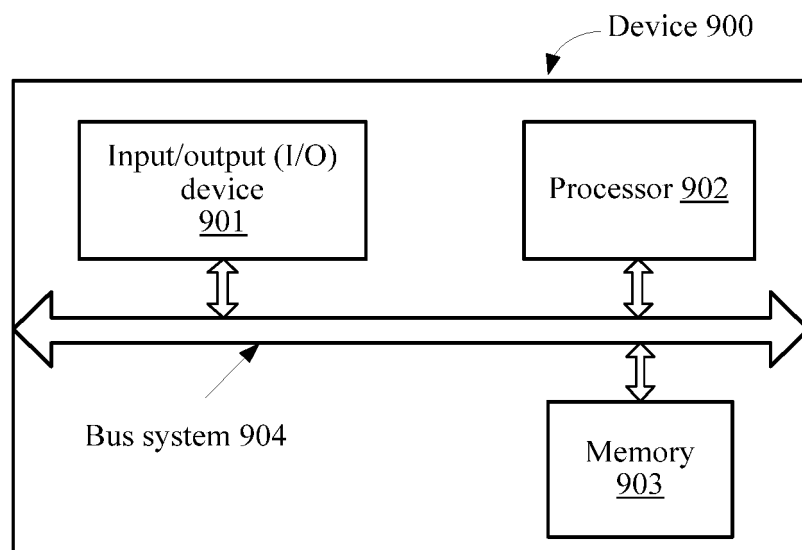 Device 900
Input/output (I/O)
device
901
Processor 902
Bus system 904
Memory
903